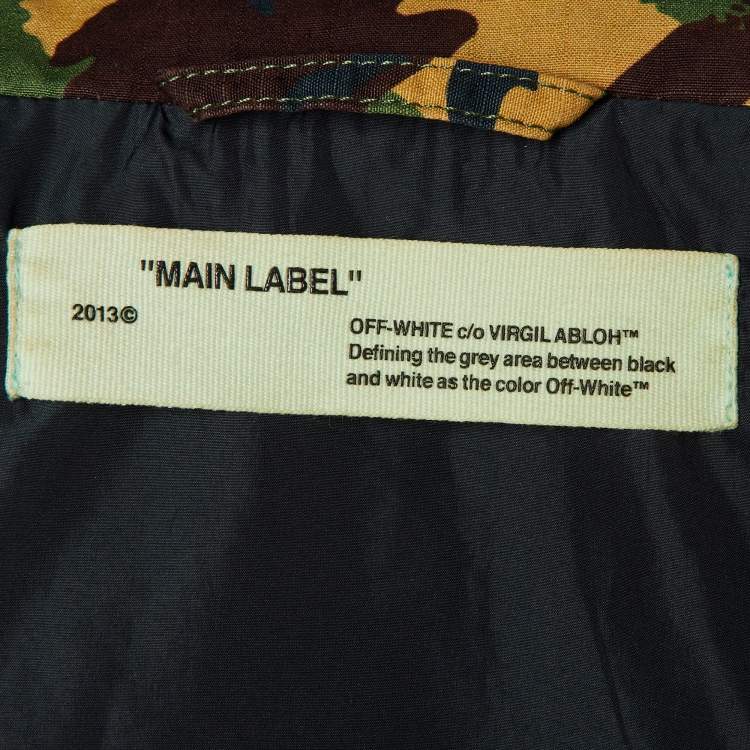 "MAIN LABEL"
2013©
OFF-WHITE c/o VIRGIL ABLOH™
Defining the grey area between black
and white as the color Off-White™